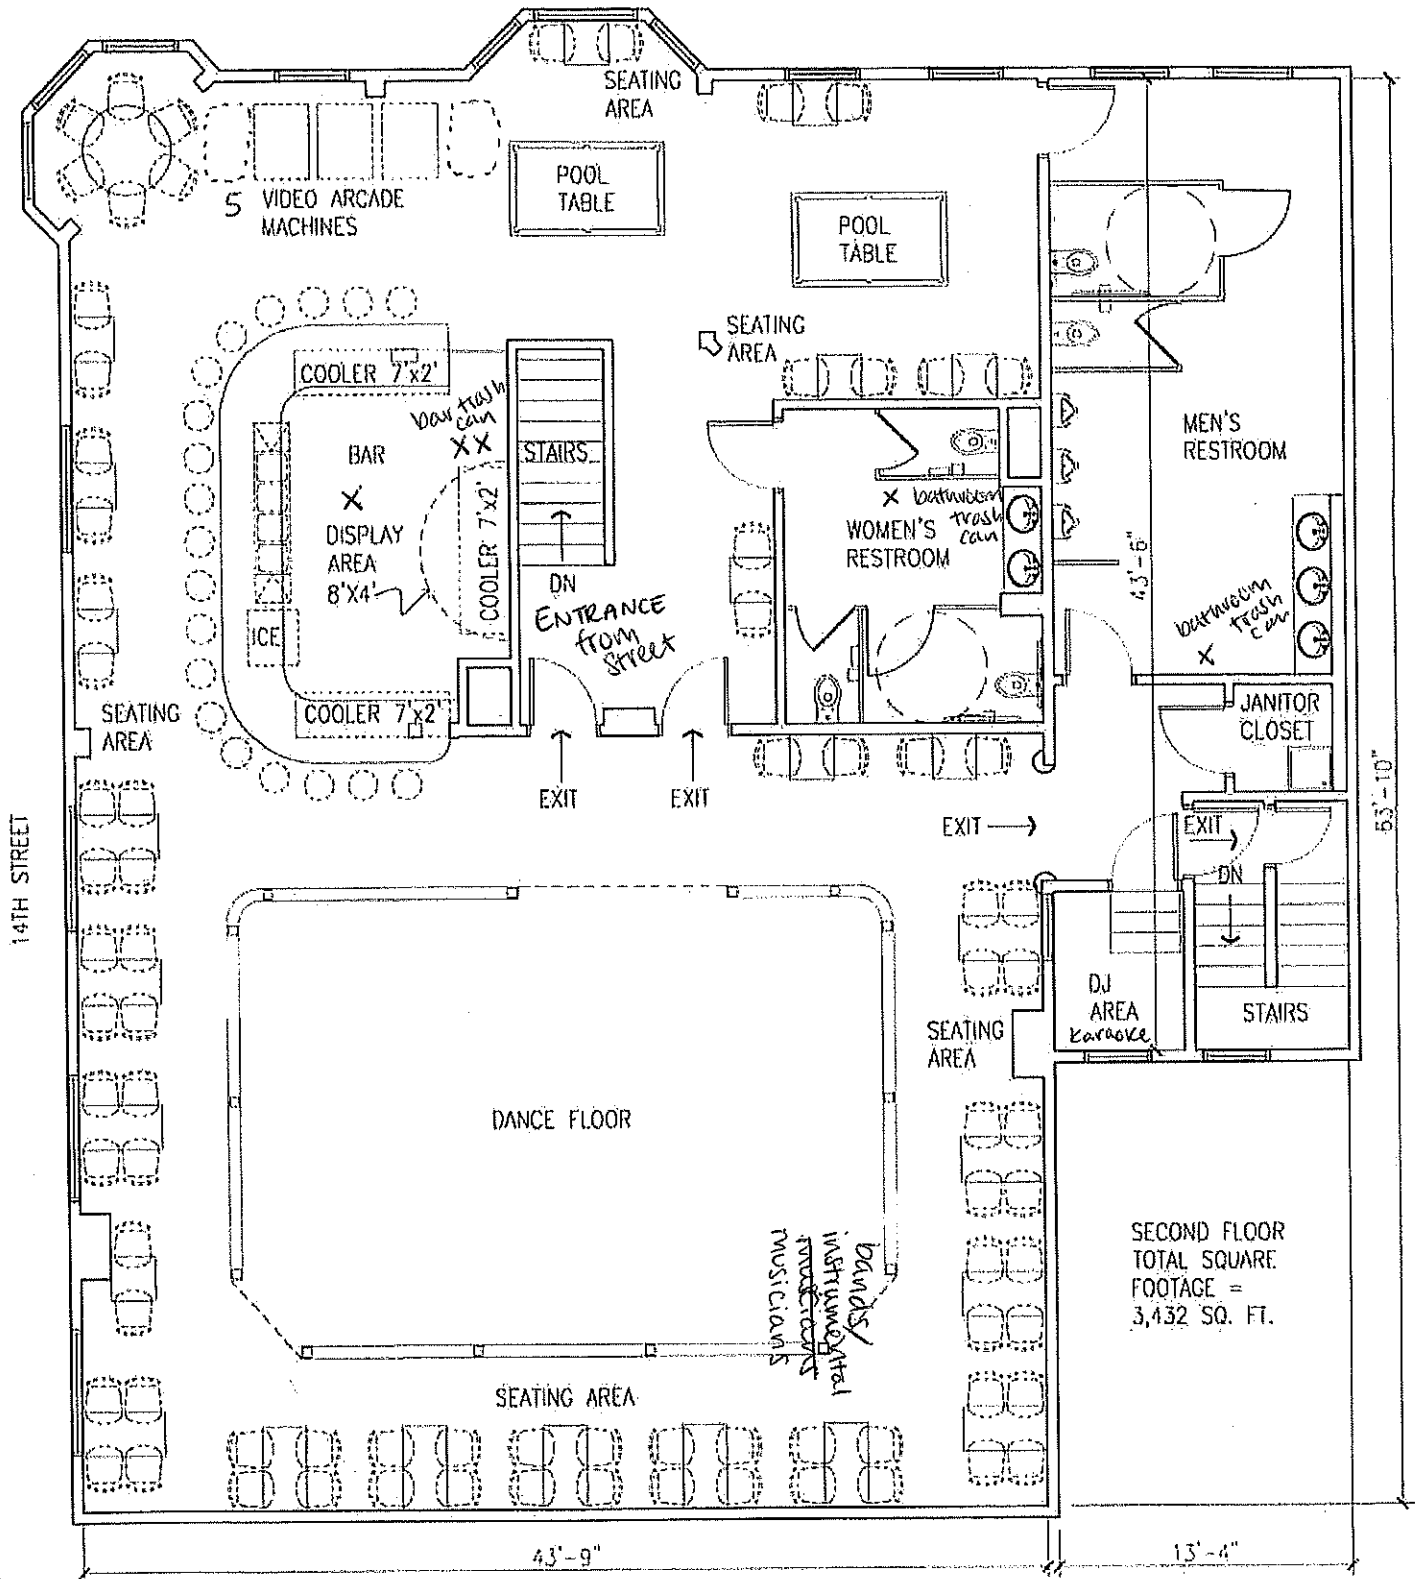 SEATING
AREA
POOL
TABLE
5 VIDEO ARCADE
MACHINES
POOL
TABLE
SEATING
AREA
COOLER 7'x2'
bar trash
can
X X
BAR
STAIRS
MEN'S
RESTROOM
X
DISPLAY
AREA
8'X4'
COOLER 7'x2'
X bathroom
trash
can
WOMEN'S
RESTROOM
DN
ENTRANCE
from
street
43'-6"
bathroom
trash
can
X
ICE
COOLER 7'x2'
SEATING
AREA
JANITOR
CLOSET
EXIT
EXIT
EXIT
EXIT
DN
14TH STREET
DJ
AREA
Karaoke
STAIRS
SEATING
AREA
DANCE FLOOR
bands/
instrumental
musicians
SECOND FLOOR
TOTAL SQUARE
FOOTAGE =
3,432 SQ. FT.
SEATING AREA
43'-9"
13'-4"